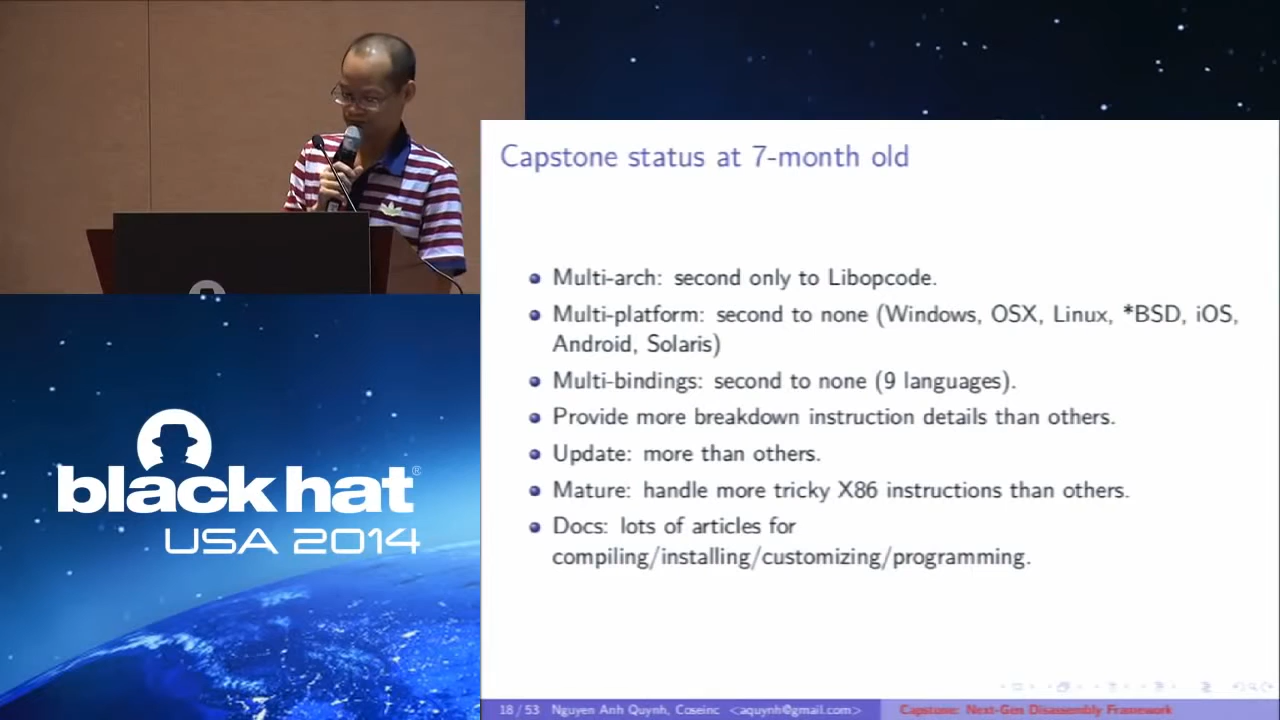 Capstone status at 7-month old
Multi-arch: second only to Libopcode.
Multi-platform: second to none (Windows, OSX, Linux, *BSD, iOS,
Android, Solaris)
Multi-bindings: second to none (9 languages).
Provide more breakdown instruction details than others.
Update: more than others.
Mature: handle more tricky X86 instructions than others.
Docs: lots of articles for
compiling/installing/customizing/programming.
black hat®
USA 2014
18 / 53 Nguyen Anh Quynh, Coseinc <aquynh@gmail.com> Capstone: Next-Gen Disassembly Framework